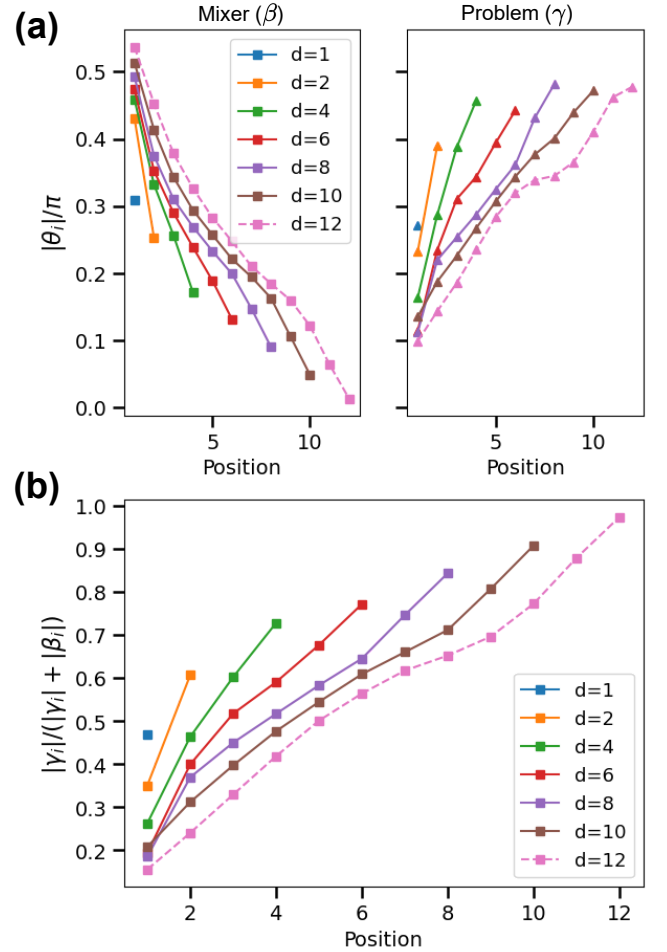 (a)
Mixer (β)
Problem (γ)
|θᵢ|/π
0.5
0.4
0.3
0.2
0.1
0.0
d=1
d=2
d=4
d=6
d=8
d=10
d=12
5 10
Position
5 10
Position
(b)
|γᵢ|/(|γᵢ| + |βᵢ|)
1.0
0.9
0.8
0.7
0.6
0.5
0.4
0.3
0.2
d=1
d=2
d=4
d=6
d=8
d=10
d=12
2 4 6 8 10 12
Position